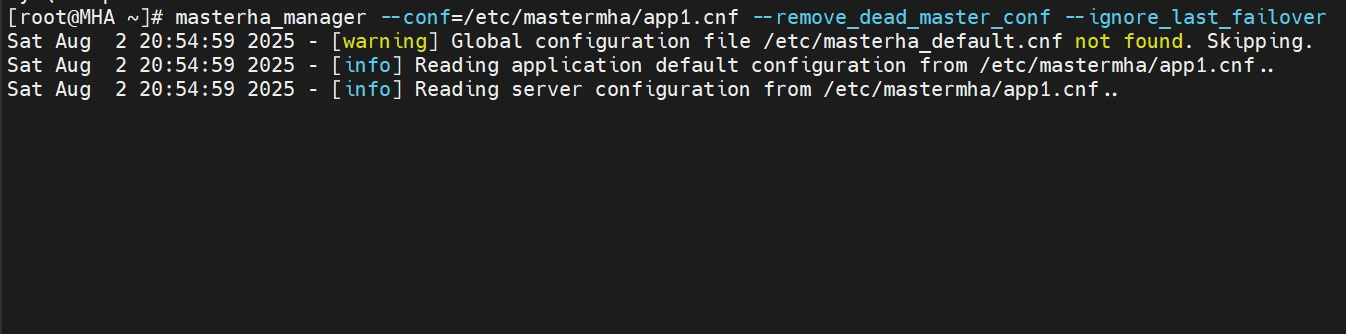 [root@MHA ~]# masterha_manager --conf=/etc/mastermha/app1.cnf --remove_dead_master_conf --ignore_last_failover
Sat Aug  2 20:54:59 2025 - [warning] Global configuration file /etc/masterha_default.cnf not found. Skipping.
Sat Aug  2 20:54:59 2025 - [info] Reading application default configuration from /etc/mastermha/app1.cnf..
Sat Aug  2 20:54:59 2025 - [info] Reading server configuration from /etc/mastermha/app1.cnf..